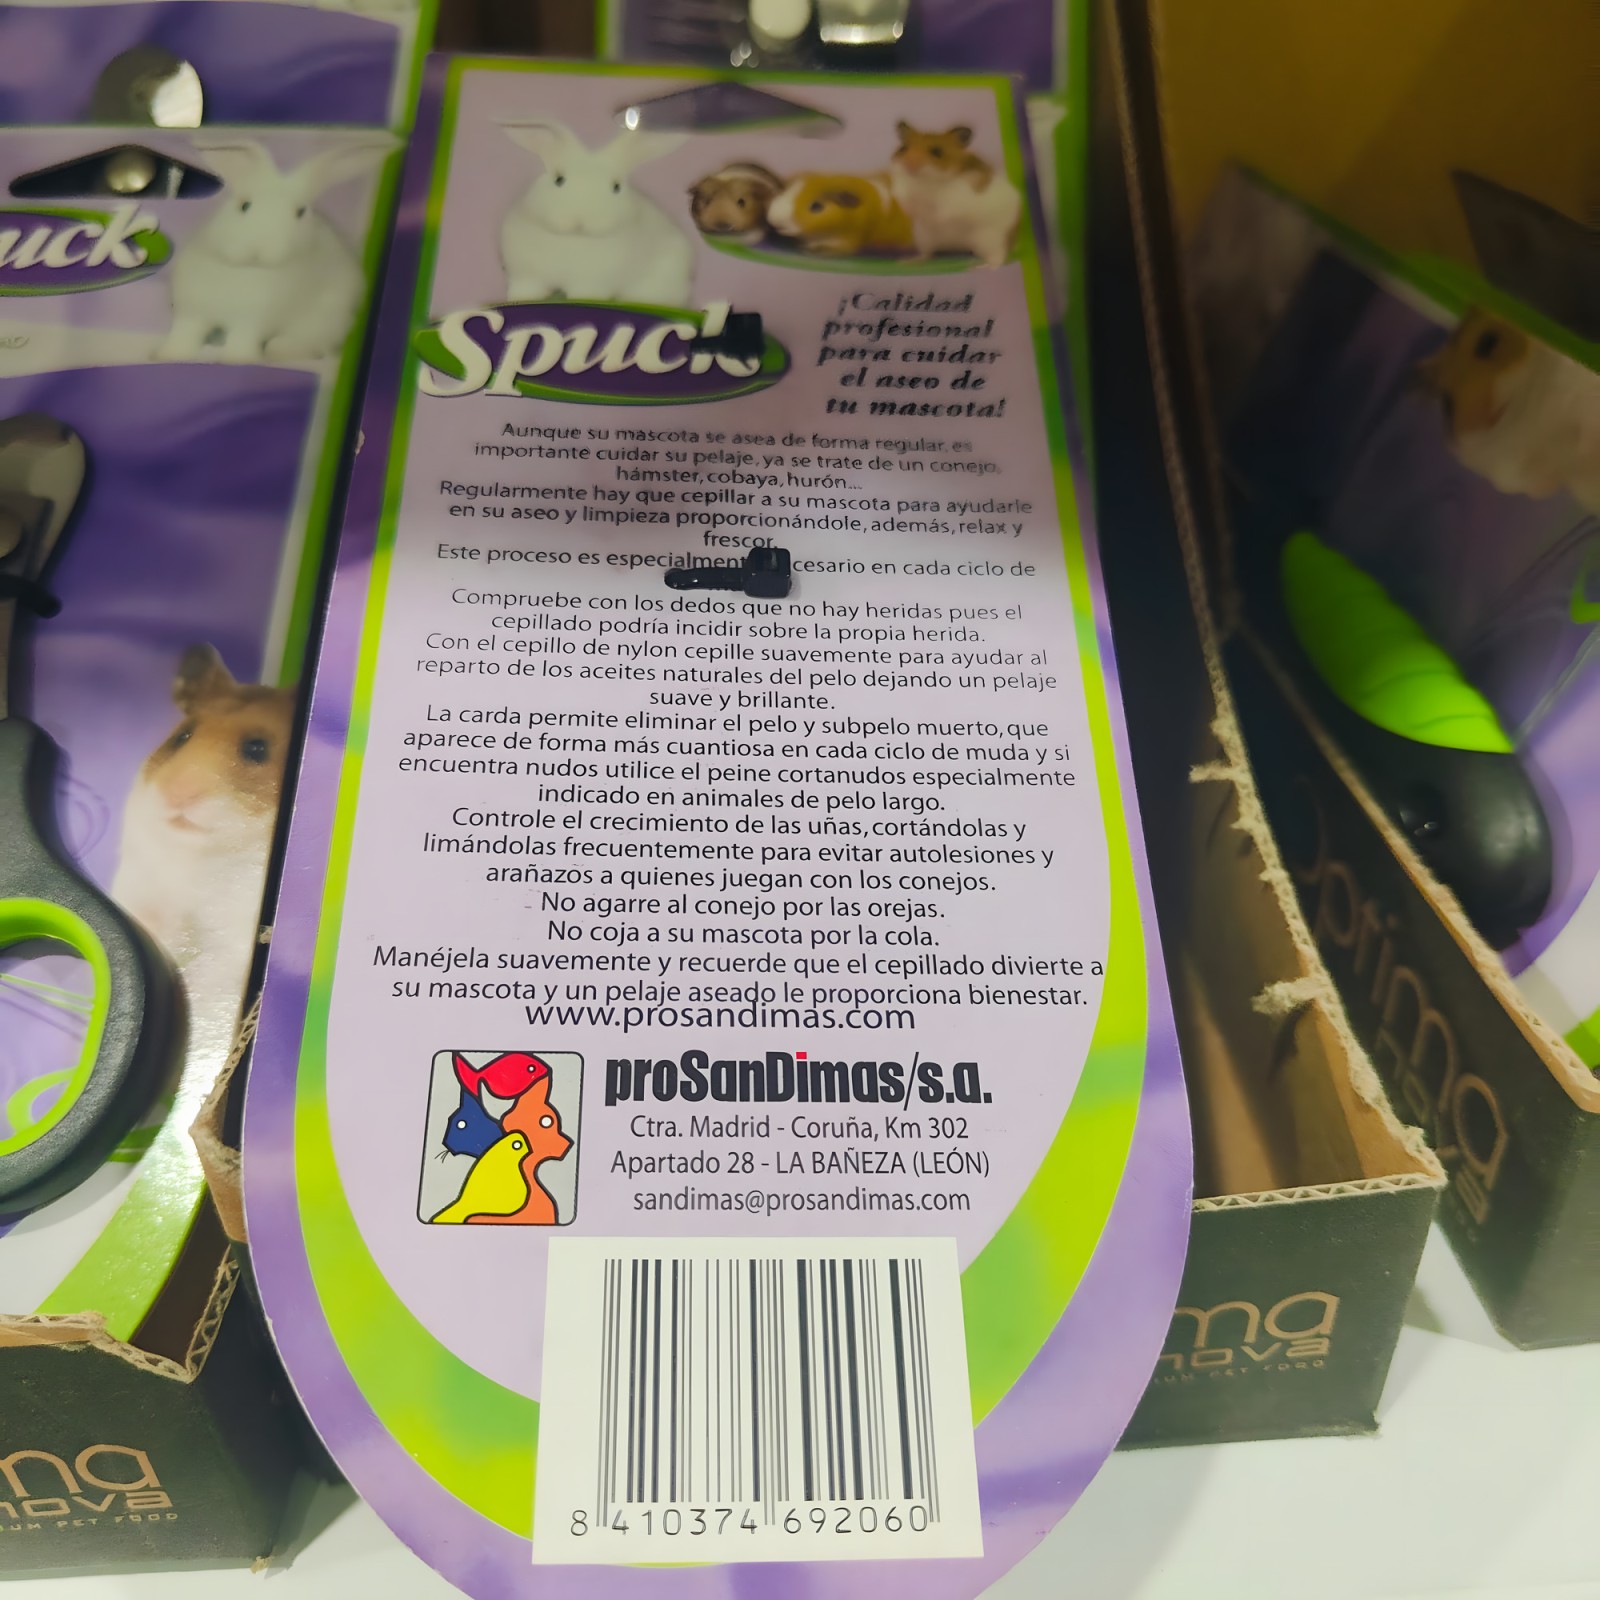 Spuck
¡Calidad
profesional
para cuidar
el aseo de
tu mascota!
Aunque su mascota se asea de forma regular, es
importante cuidar su pelaje, ya se trate de un conejo,
hámster, cobaya, hurón...
Regularmente hay que cepillar a su mascota para ayudarle
en su aseo y limpieza proporcionándole, además, relax y
frescor.
Este proceso es especialment cesario en cada ciclo de
Compruebe con los dedos que no hay heridas pues el
cepillado podría incidir sobre la propia herida.
Con el cepillo de nylon cepille suavemente para ayudar al
reparto de los aceites naturales del pelo dejando un pelaje
suave y brillante.
La carda permite eliminar el pelo y subpelo muerto, que
aparece de forma más cuantiosa en cada ciclo de muda y si
encuentra nudos utilice el peine cortanudos especialmente
indicado en animales de pelo largo.
Controle el crecimiento de las uñas, cortándolas y
limándolas frecuentemente para evitar autolesiones y
arañazos a quienes juegan con los conejos.
No agarre al conejo por las orejas.
No coja a su mascota por la cola.
Manéjela suavemente y recuerde que el cepillado divierte a
su mascota y un pelaje aseado le proporciona bienestar.
www.prosandimas.com
proSanDimas/s.a.
Ctra. Madrid - Coruña, Km 302
Apartado 28 - LA BAÑEZA (LEÓN)
sandimas@prosandimas.com
8 410374 692060
uck
ma
nova
UM PET FOOD
ma
nova
UM PET FOOD